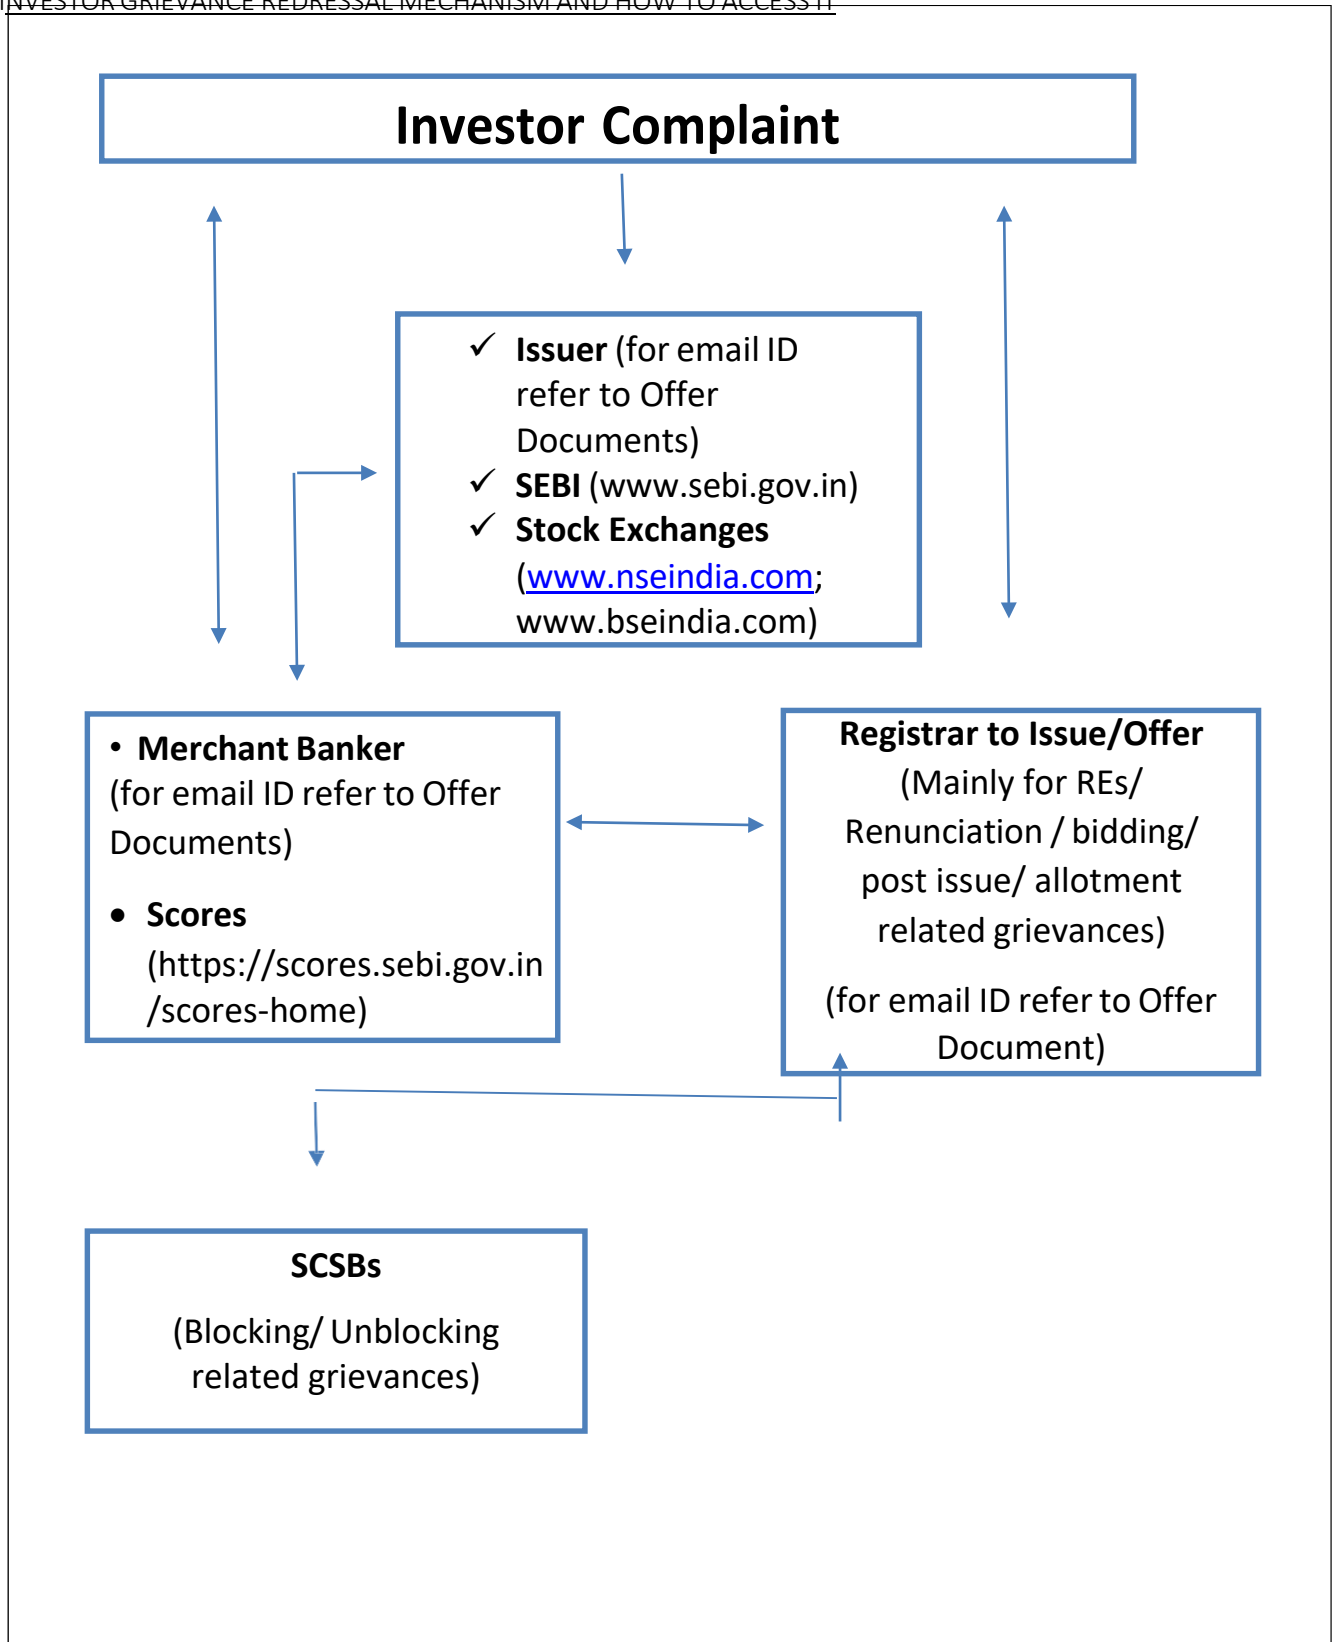 INVESTOR GRIEVANCE REDRESSAL MECHANISM AND HOW TO ACCESS IT
Investor Complaint
✓ Issuer (for email ID
refer to Offer
Documents)
✓ SEBI (www.sebi.gov.in)
✓ Stock Exchanges
(www.nseindia.com;
www.bseindia.com)
• Merchant Banker
(for email ID refer to Offer
Documents)
• Scores
(https://scores.sebi.gov.in
/scores-home)
Registrar to Issue/Offer
(Mainly for REs/
Renunciation / bidding/
post issue/ allotment
related grievances)
(for email ID refer to Offer
Document)
SCSBs
(Blocking/ Unblocking
related grievances)